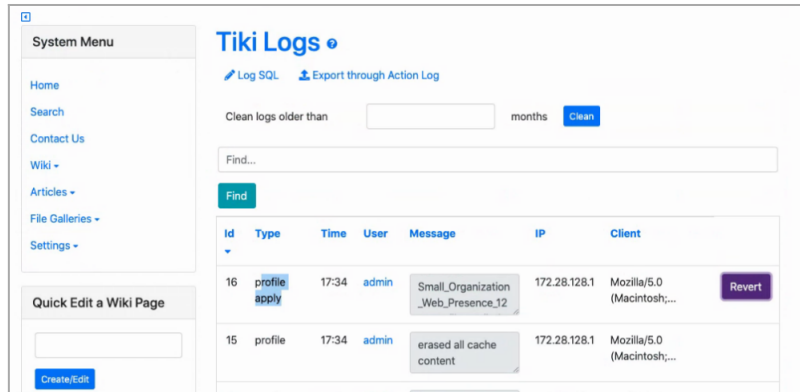 System Menu
Home
Search
Contact Us
Wiki
Articles
File Galleries
Settings
Quick Edit a Wiki Page
Create/Edit
Tiki Logs
Log SQL Export through Action Log
Clean logs older than months Clean
Find...
Find
Id Type Time User Message IP Client
16 profile apply 17:34 admin Small_Organization_Web_Presence_12 172.28.128.1 Mozilla/5.0 (Macintosh;... Revert
15 profile 17:34 admin erased all cache content 172.28.128.1 Mozilla/5.0 (Macintosh;...